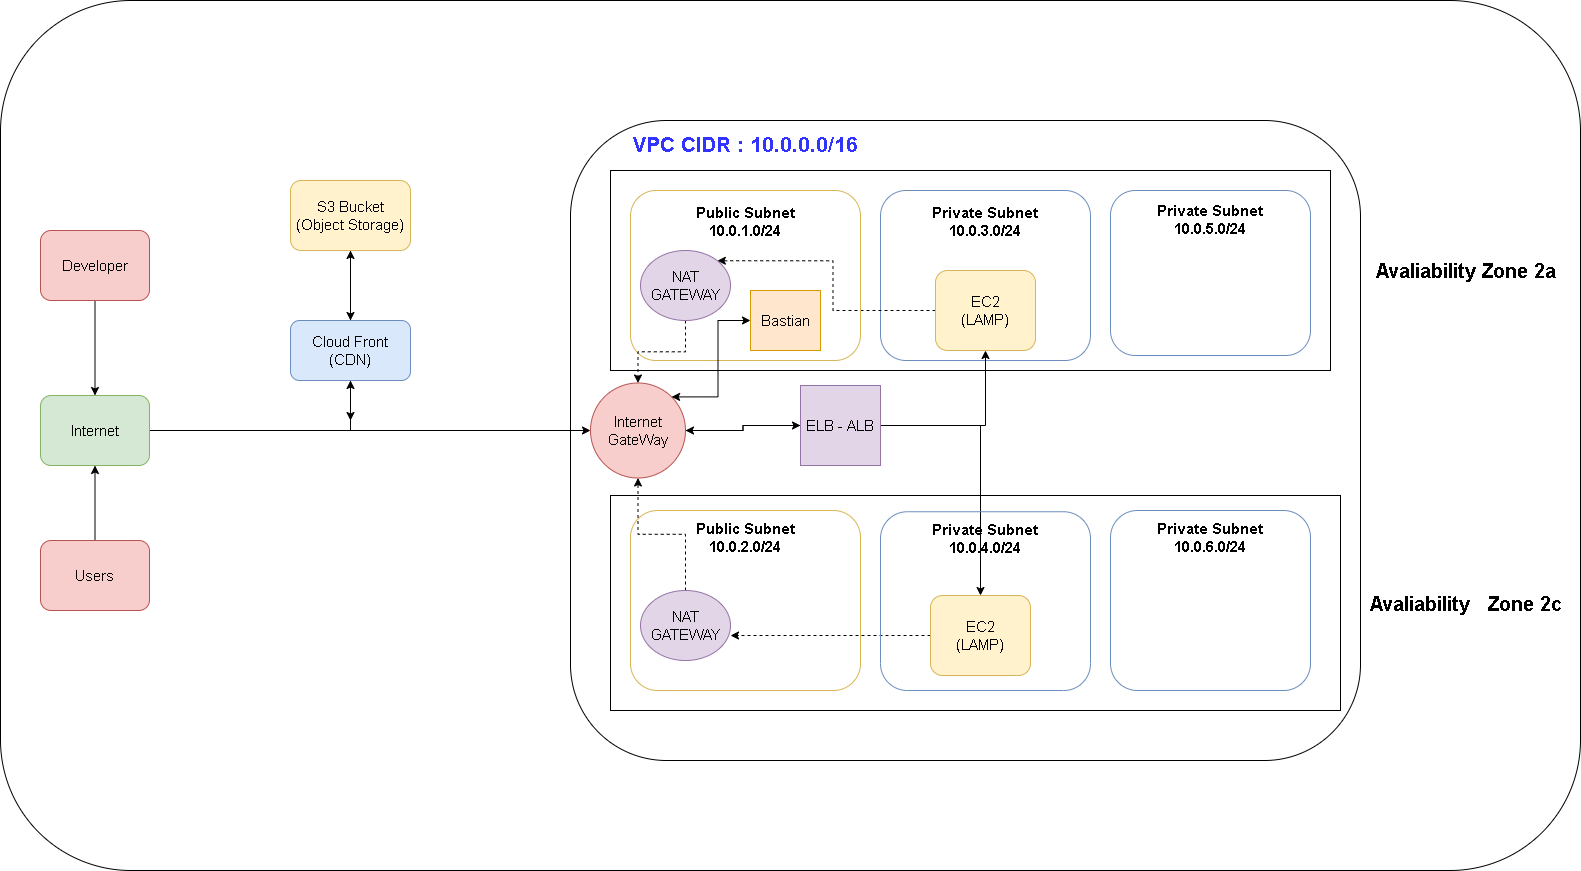 VPC CIDR : 10.0.0.0/16
S3 Bucket
(Object Storage)
Developer
Cloud Front
(CDN)
Internet
Users
Public Subnet
10.0.1.0/24
NAT
GATEWAY
Bastian
Private Subnet
10.0.3.0/24
EC2
(LAMP)
Private Subnet
10.0.5.0/24
Avaliability Zone 2a
Internet
GateWay
ELB - ALB
Public Subnet
10.0.2.0/24
NAT
GATEWAY
Private Subnet
10.0.4.0/24
EC2
(LAMP)
Private Subnet
10.0.6.0/24
Avaliability Zone 2c